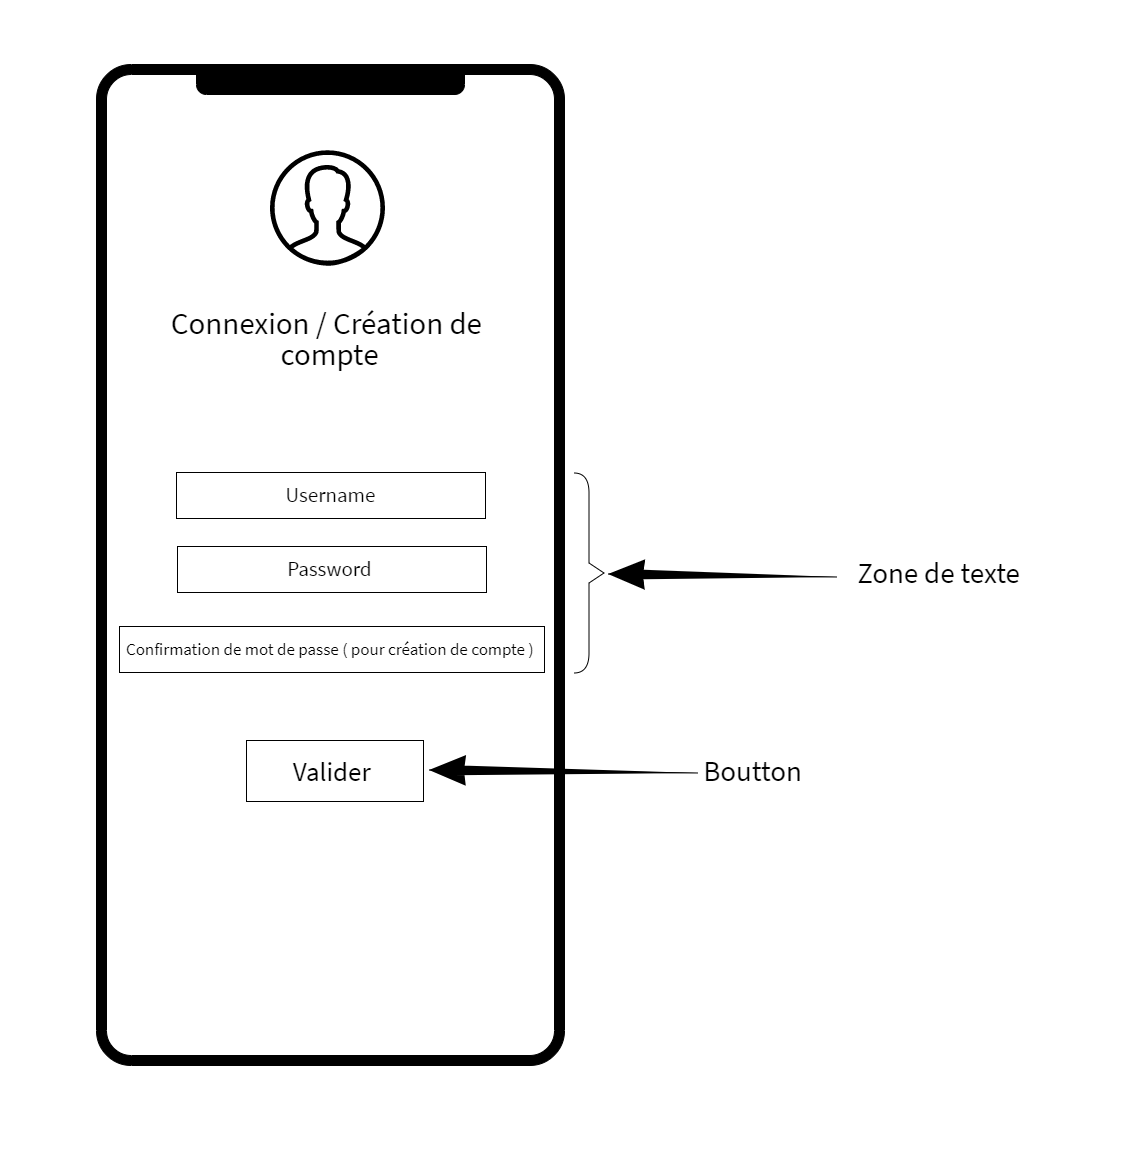 Connexion / Création de
compte
Username
Password
Zone de texte
Confirmation de mot de passe ( pour création de compte )
Valider
Boutton